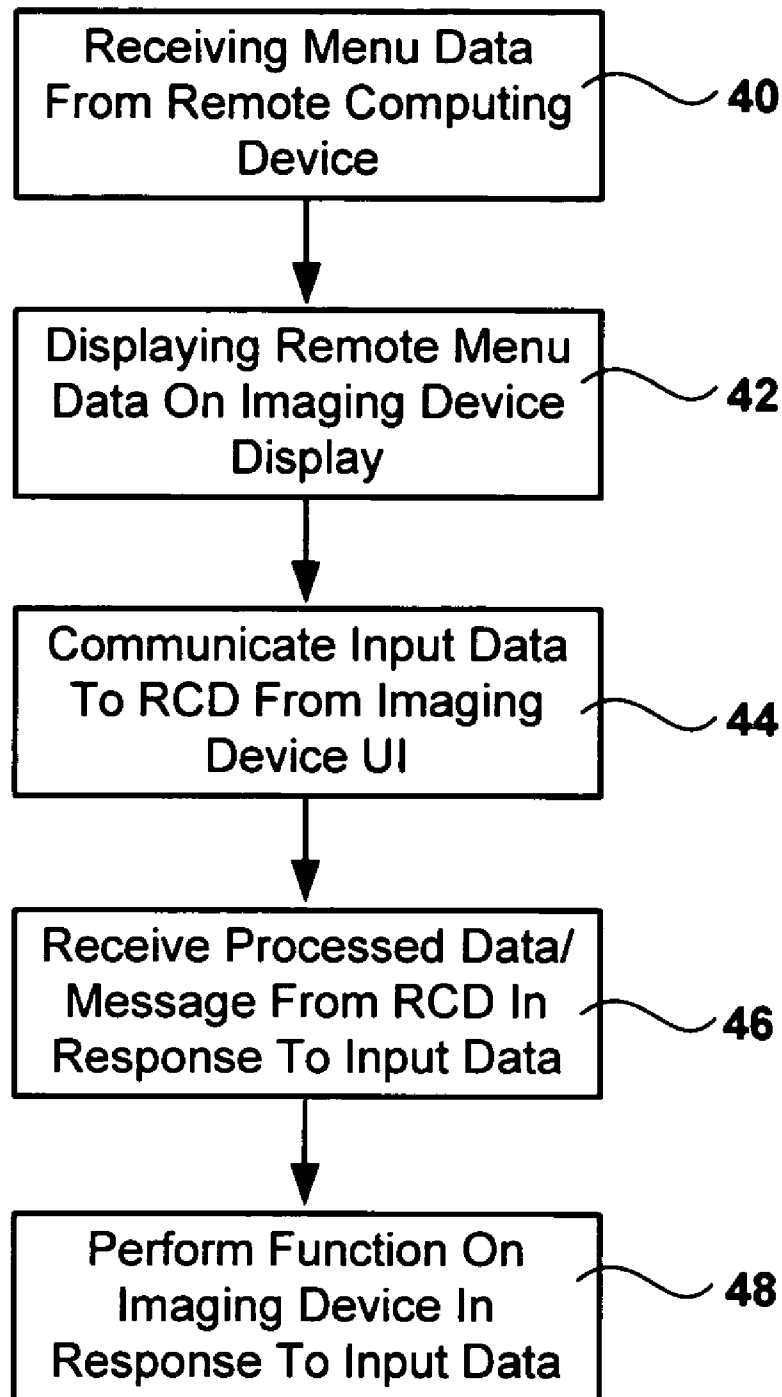 Receiving Menu Data
From Remote Computing
Device
40
Displaying Remote Menu
Data On Imaging Device
Display
42
Communicate Input Data
To RCD From Imaging
Device UI
44
Receive Processed Data/
Message From RCD In
Response To Input Data
46
Perform Function On
Imaging Device In
Response To Input Data
48